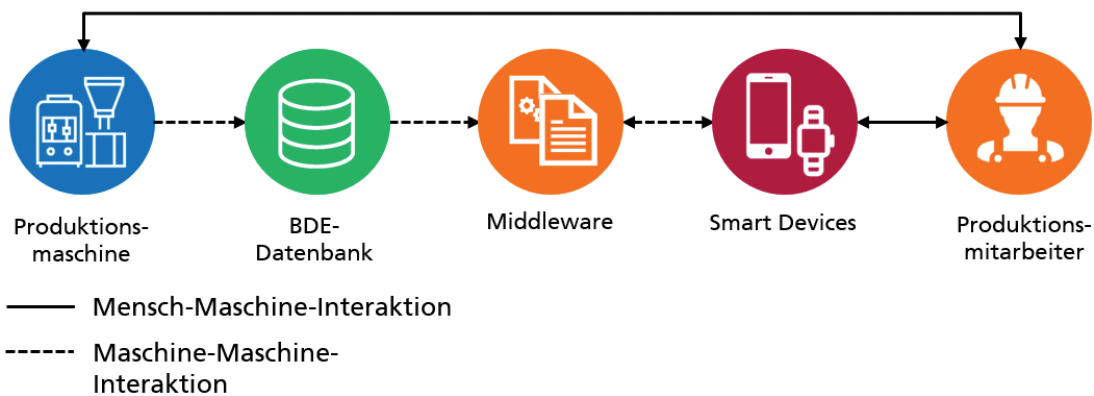 Produktions-
maschine
BDE-
Datenbank
Middleware
Smart Devices
Produktions-
mitarbeiter
Mensch-Maschine-Interaktion
Maschine-Maschine-
Interaktion